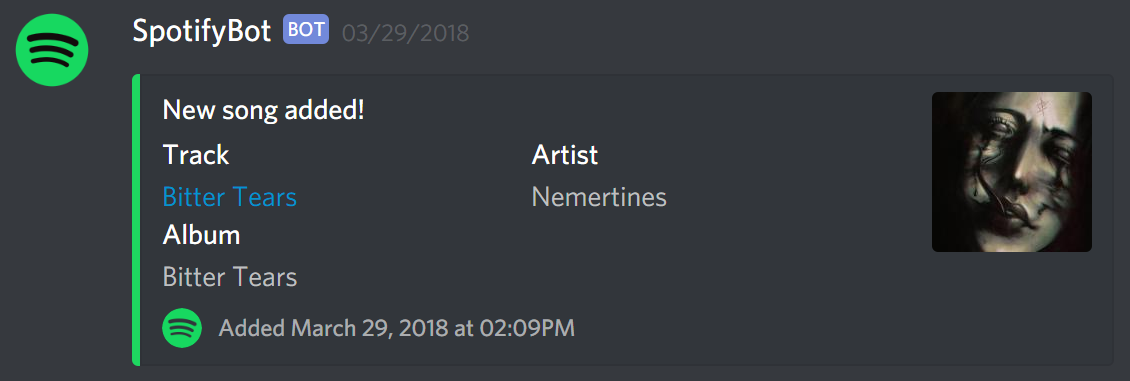 SpotifyBot BOT 03/29/2018
New song added!
Track Artist
Bitter Tears Nemertines
Album
Bitter Tears
Added March 29, 2018 at 02:09PM